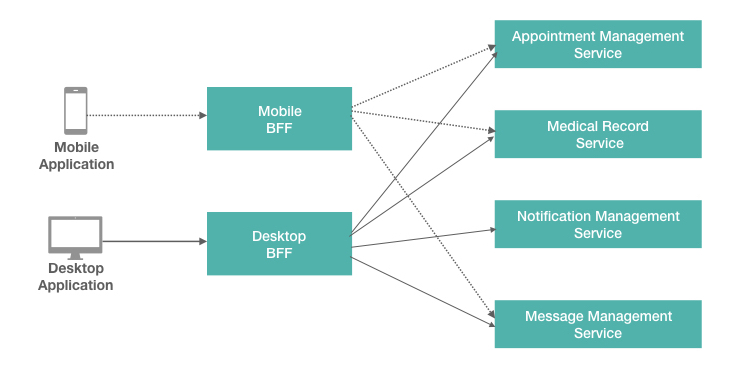 Appointment Management
Service
Mobile
BFF
Medical Record
Service
Mobile
Application
Notification Management
Service
Desktop
BFF
Desktop
Application
Message Management
Service